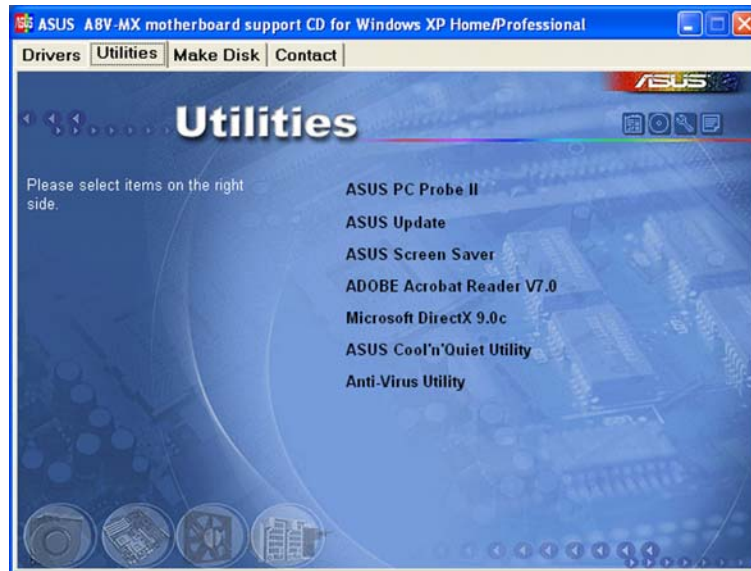 ASUS A8V-MX motherboard support CD for Windows XP Home/Professional
Drivers Utilities Make Disk Contact
ASUS
Utilities
Please select items on the right
side.
ASUS PC Probe II
ASUS Update
ASUS Screen Saver
ADOBE Acrobat Reader V7.0
Microsoft DirectX 9.0c
ASUS Cool'n'Quiet Utility
Anti-Virus Utility